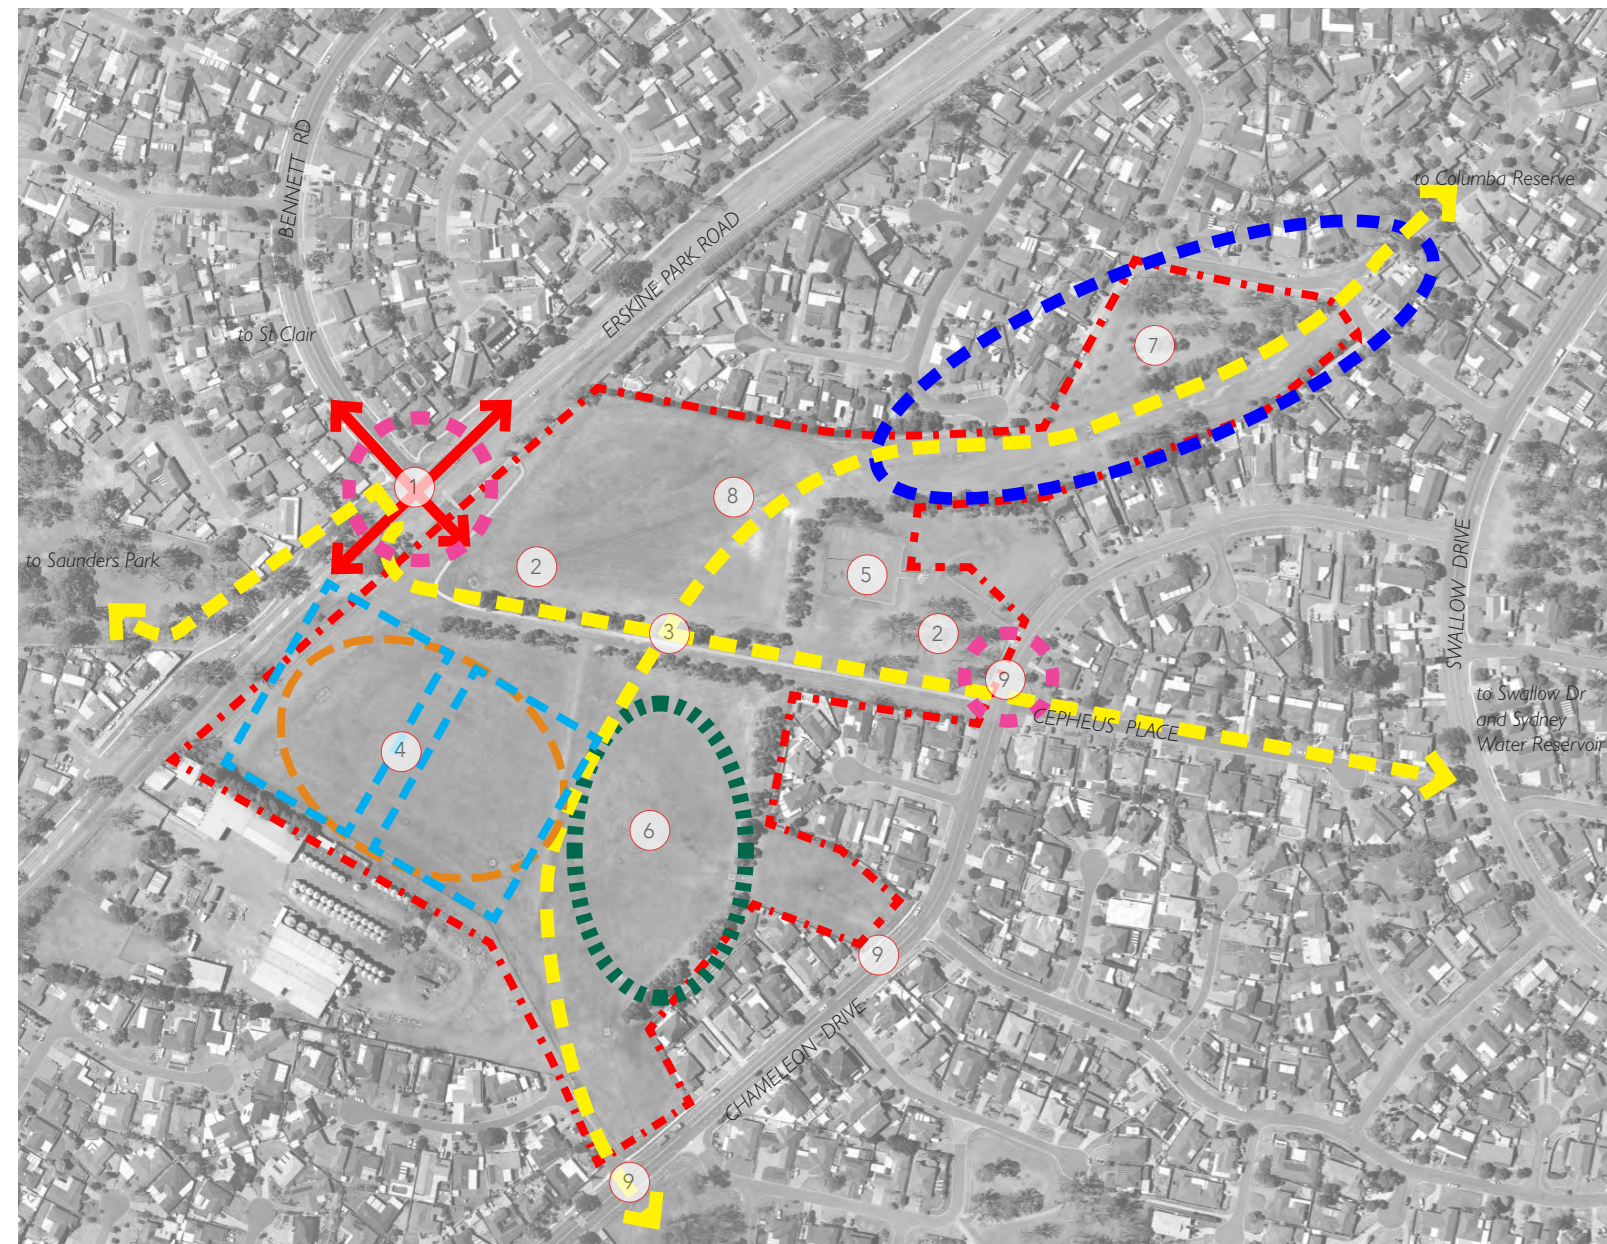 to Columba Reserve
BENNETT RD
ERSKINE PARK ROAD
to St Clair
7
1
8
to Saunders Park
2
5
3
2
SWALLOW DRIVE
9
to Swallow Dr
and Sydney
Water Reservoir
CEPHEUS PLACE
4
6
9
CHAMELEON DRIVE
9